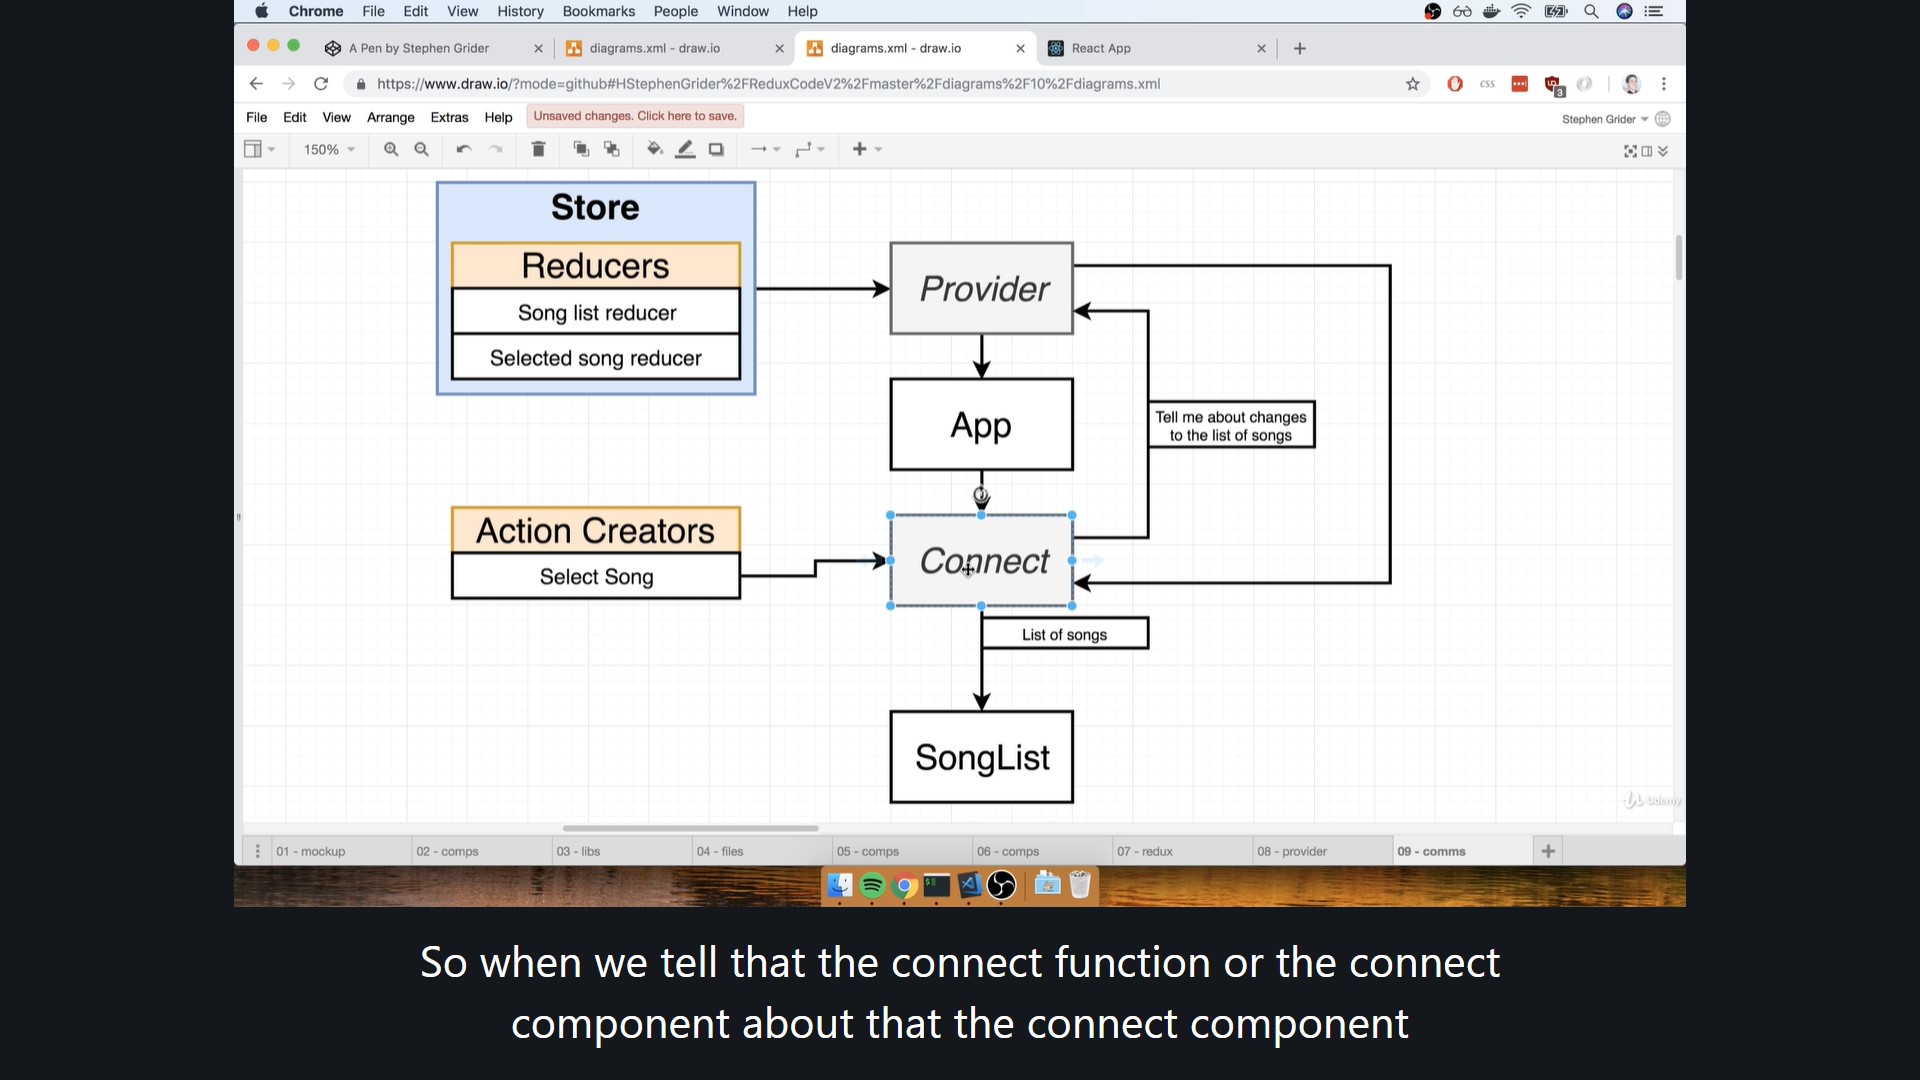 Chrome File Edit View History Bookmarks People Window Help
A Pen by Stephen Grider
diagrams.xml - draw.io
diagrams.xml - draw.io
React App
https://www.draw.io/?mode=github#HStephenGrider%2FReduxCodeV2%2Fmaster%2Fdiagrams%2F10%2Fdiagrams.xml
css
3
File Edit View Arrange Extras Help
Unsaved changes. Click here to save.
Stephen Grider
150%
Store
Reducers
Song list reducer
Selected song reducer
Provider
App
Tell me about changes
to the list of songs
Action Creators
Select Song
Connect
List of songs
SongList
Udemy
01 - mockup
02 - comps
03 - libs
04 - files
05 - comps
06 - comps
07 - redux
08 - provider
09 - comms
So when we tell that the connect function or the connect
component about that the connect component